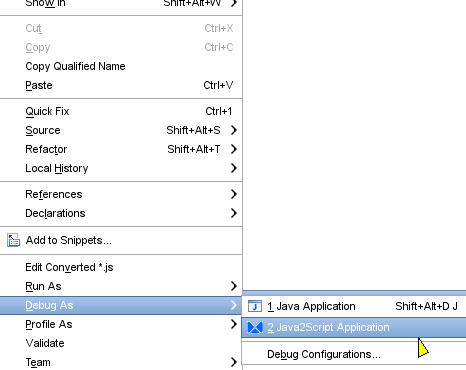 Show In Shift+Alt+W
Cut Ctrl+X
Copy Ctrl+C
Copy Qualified Name
Paste Ctrl+V
Quick Fix Ctrl+1
Source Shift+Alt+S
Refactor Shift+Alt+T
Local History
References
Declarations
Add to Snippets...
Edit Converted *.js
Run As
Debug As
1 Java Application Shift+Alt+D J
Profile As
2 Java2Script Application
Validate
Debug Configurations...
Team